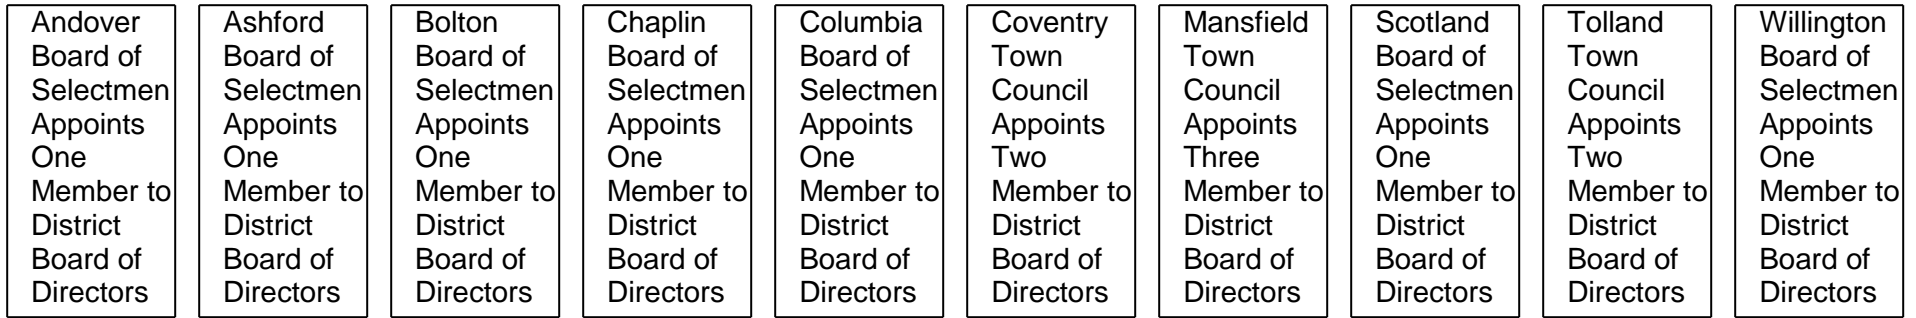 Andover
Board of
Selectmen
Appoints
One
Member to
District
Board of
Directors
Ashford
Board of
Selectmen
Appoints
One
Member to
District
Board of
Directors
Bolton
Board of
Selectmen
Appoints
One
Member to
District
Board of
Directors
Chaplin
Board of
Selectmen
Appoints
One
Member to
District
Board of
Directors
Columbia
Board of
Selectmen
Appoints
One
Member to
District
Board of
Directors
Coventry
Town
Council
Appoints
Two
Member to
District
Board of
Directors
Mansfield
Town
Council
Appoints
Three
Member to
District
Board of
Directors
Scotland
Board of
Selectmen
Appoints
One
Member to
District
Board of
Directors
Tolland
Town
Council
Appoints
Two
Member to
District
Board of
Directors
Willington
Board of
Selectmen
Appoints
One
Member to
District
Board of
Directors